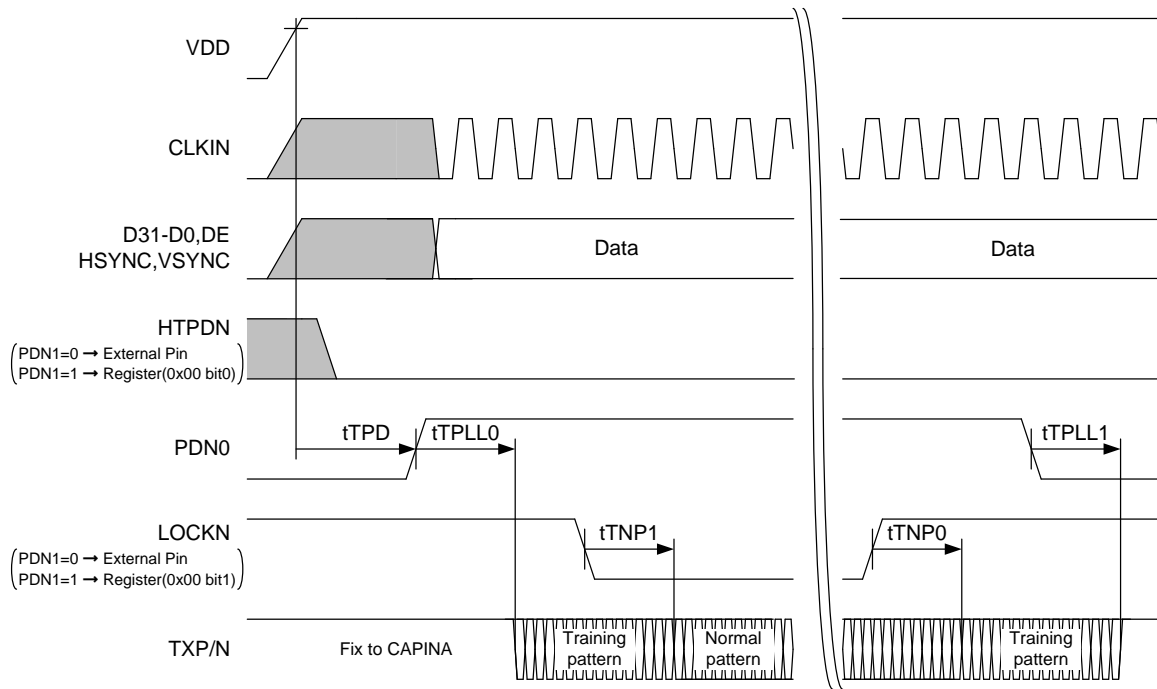 VDD
CLKIN
D31-D0,DE
HSYNC,VSYNC
Data
Data
HTPDN
PDN1=0 → External Pin
PDN1=1 → Register(0x00 bit0)
PDN0
tTPD
tTPLL0
tTPLL1
LOCKN
PDN1=0 → External Pin
PDN1=1 → Register(0x00 bit1)
tTNP1
tTNP0
TXP/N
Fix to CAPINA
Training
pattern
Normal
pattern
Training
pattern